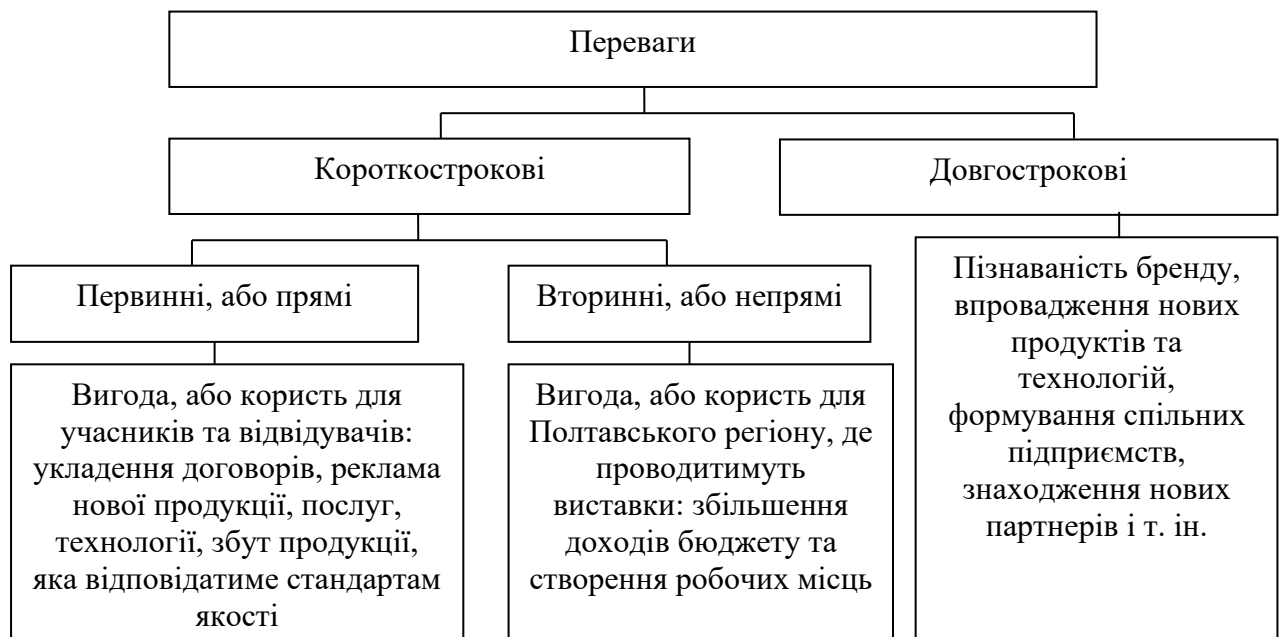 Переваги
Короткострокові
Довгострокові
Первинні, або прямі
Вторинні, або непрямі
Пізнаваність бренду,
впровадження нових
продуктів та
технологій,
формування спільних
підприємств,
знаходження нових
партнерів і т. ін.
Вигода, або користь для
учасників та відвідувачів:
укладення договорів, реклама
нової продукції, послуг,
технології, збут продукції,
яка відповідатиме стандартам
якості
Вигода, або користь для
Полтавського регіону, де
проводитимуть
виставки: збільшення
доходів бюджету та
створення робочих місць